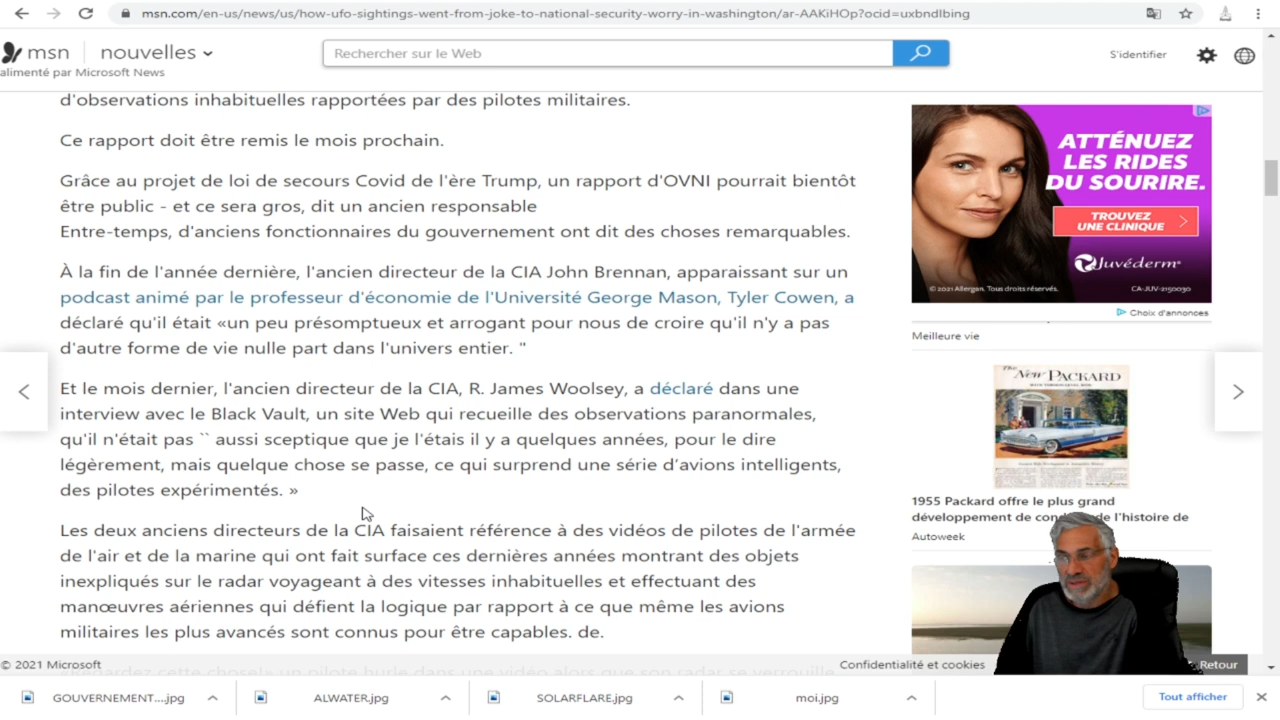 msn.com/en-us/news/us/how-ufo-sightings-went-from-joke-to-national-security-worry-in-washington/ar-AAKiHOp?ocid=uxbndlbing
msn nouvelles
Rechercher sur le Web
S'identifier
alimenté par Microsoft News
d'observations inhabituelles rapportées par des pilotes militaires.
Ce rapport doit être remis le mois prochain.
Grâce au projet de loi de secours Covid de l'ère Trump, un rapport d'OVNI pourrait bientôt
être public - et ce sera gros, dit un ancien responsable
Entre-temps, d'anciens fonctionnaires du gouvernement ont dit des choses remarquables.
À la fin de l'année dernière, l'ancien directeur de la CIA John Brennan, apparaissant sur un
podcast animé par le professeur d'économie de l'Université George Mason, Tyler Cowen, a
déclaré qu'il était «un peu présomptueux et arrogant pour nous de croire qu'il n'y a pas
d'autre forme de vie nulle part dans l'univers entier. "
Et le mois dernier, l'ancien directeur de la CIA, R. James Woolsey, a déclaré dans une
interview avec le Black Vault, un site Web qui recueille des observations paranormales,
qu'il n'était pas `` aussi sceptique que je l'étais il y a quelques années, pour le dire
légèrement, mais quelque chose se passe, ce qui surprend une série d'avions intelligents,
des pilotes expérimentés. »
Les deux anciens directeurs de la CIA faisaient référence à des vidéos de pilotes de l'armée
de l'air et de la marine qui ont fait surface ces dernières années montrant des objets
inexpliqués sur le radar voyageant à des vitesses inhabituelles et effectuant des
manœuvres aériennes qui défient la logique par rapport à ce que même les avions
militaires les plus avancés sont connus pour être capables. de.
ATTÉNUEZ
LES RIDES
DU SOURIRE.
TROUVEZ
UNE CLINIQUE
Juvéderm
© 2021 Allergan. Tous droits réservés.
CA-JUV-2150030
Choix d'annonces
Meilleure vie
The New PACKARD
1955 Packard offre le plus grand
développement de de l'histoire de
Autoweek
© 2021 Microsoft
Confidentialité et cookies
Retour
GOUVERNEMENT....jpg
ALWATER.jpg
SOLARFLARE.jpg
moi.jpg
Tout afficher